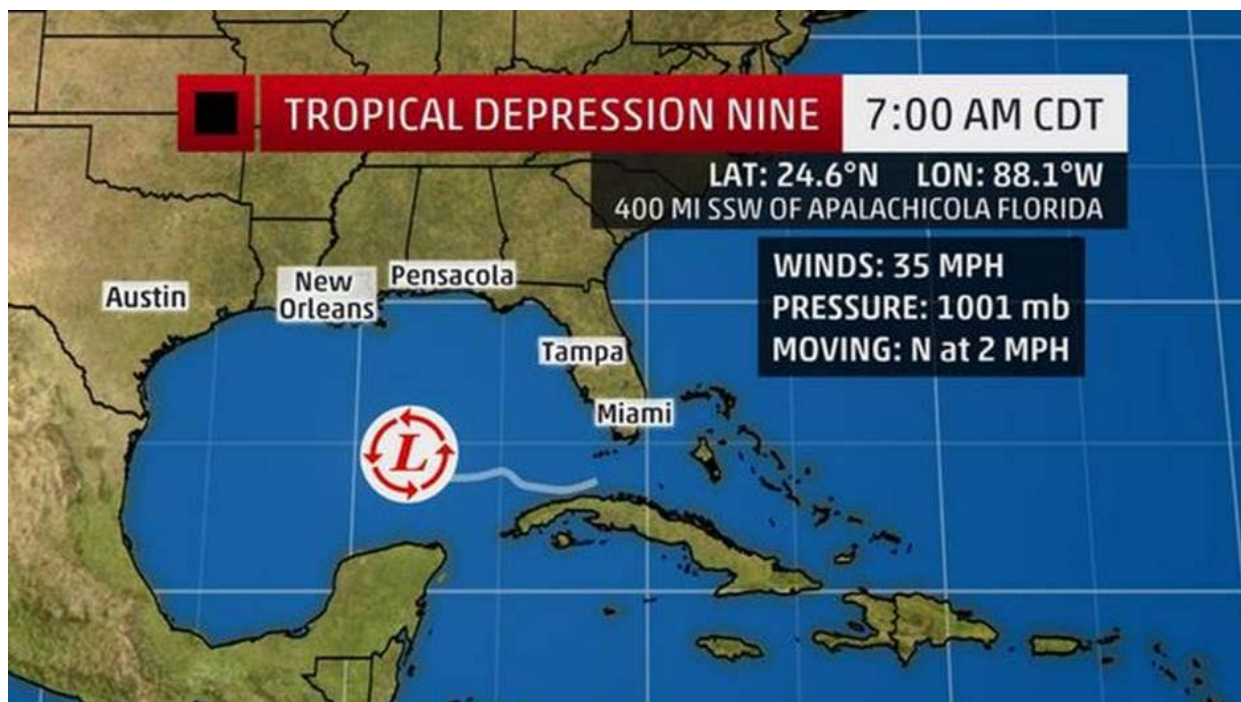 TROPICAL DEPRESSION NINE
7:00 AM CDT
LAT: 24.6°N LON: 88.1°W
400 MI SSW OF APALACHICOLA FLORIDA
WINDS: 35 MPH
PRESSURE: 1001 mb
MOVING: N at 2 MPH
Austin
New
Orleans
Pensacola
Tampa
Miami
L